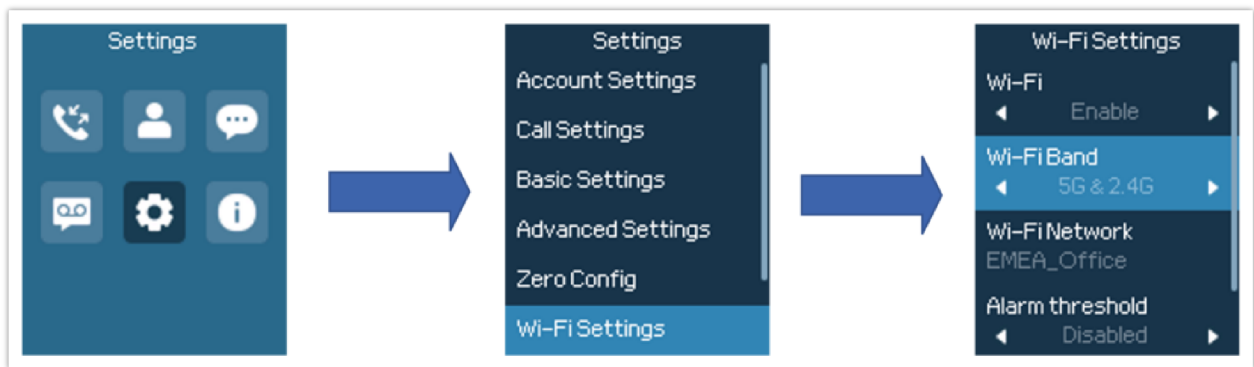 Settings
Settings
Account Settings
Call Settings
Basic Settings
Advanced Settings
Zero Config
Wi-Fi Settings
Wi-Fi Settings
Wi-Fi
Enable
Wi-Fi Band
5G & 2.4G
Wi-Fi Network
EMEA_Office
Alarm threshold
Disabled